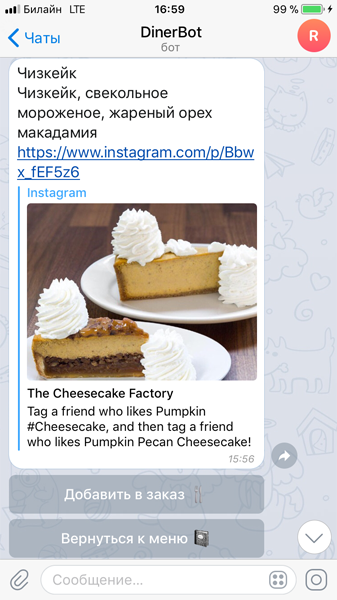 Билайн LTE 16:59 99 %
Чаты
DinerBot
бот
R
Чизкейк
Чизкейк, свекольное
мороженое, жареный орех
макадамия
https://www.instagram.com/p/Bbw
x_fEF5z6
Instagram
The Cheesecake Factory
Tag a friend who likes Pumpkin
#Cheesecake, and then tag a friend
who likes Pumpkin Pecan Cheesecake!
15:56
Добавить в заказ
Вернуться к меню
Сообщение...